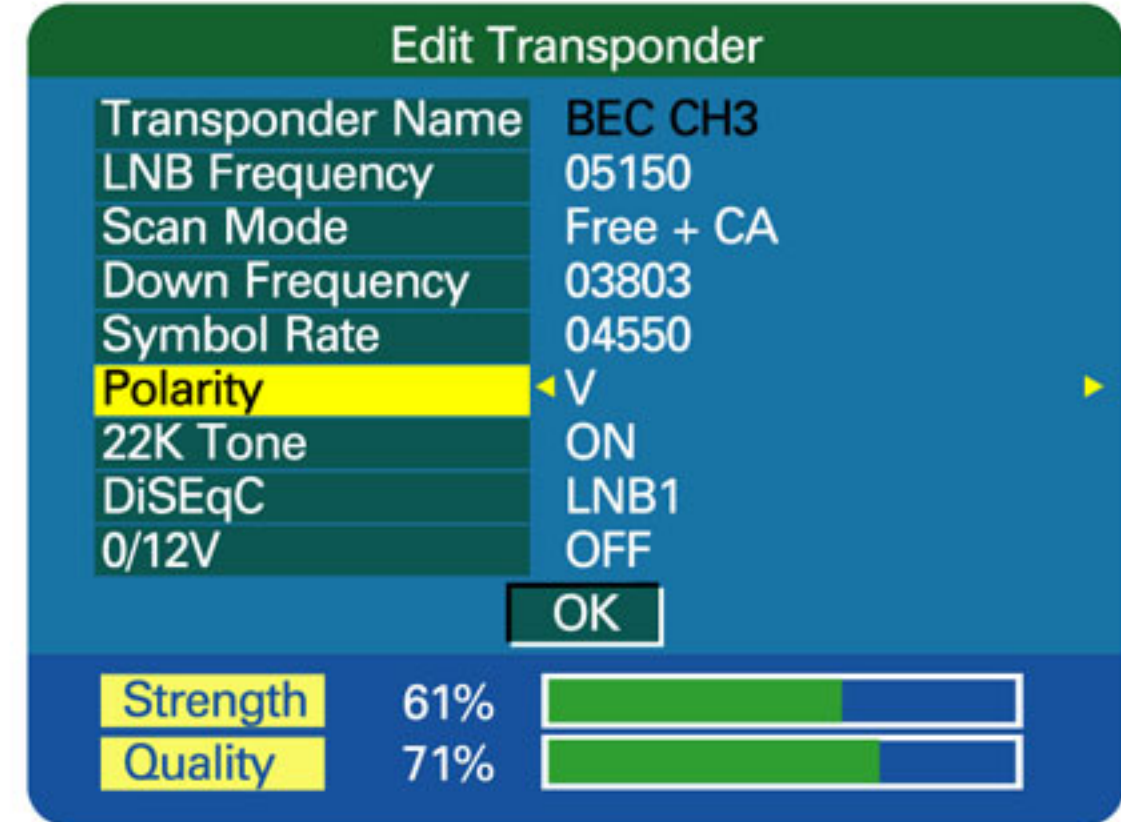 Edit Transponder
Transponder Name BEC CH3
LNB Frequency 05150
Scan Mode Free + CA
Down Frequency 03803
Symbol Rate 04550
Polarity V
22K Tone ON
DiSEqC LNB1
0/12V OFF
OK
Strength 61%
Quality 71%